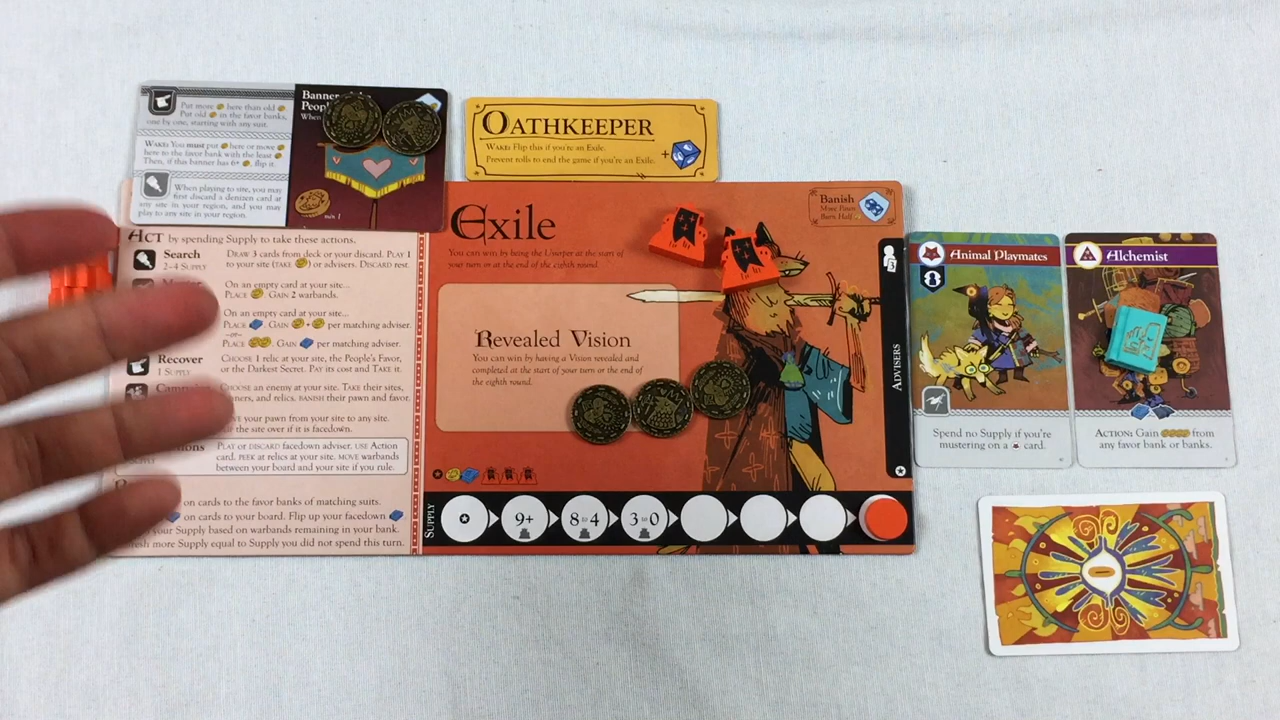 Put more here than old
Put old in the favor banks,
one by one, starting with any suit.
WAKE: You must put here or move
here to the favor bank with the least
Then, if this banner has 6+ , flip it.
When playing to site, you may
first discard a denizen card at
any site in your region, and you may
play to any site in your region.
Banner
Peop
When
min 1
OATHKEEPER
WAKE: Flip this if you're an Exile.
Prevent rolls to end the game if you're an Exile.
+
ACT by spending Supply to take these actions.
Search
2–4 SUPPLY
DRAW 3 cards from deck or your discard. PLAY 1
to your site (TAKE ) or advisers. DISCARD rest.
On an empty card at your site...
PLACE GAIN 2 warbands.
On an empty card at your site...
PLACE GAIN + per matching adviser.
–or–
PLACE GAIN per matching adviser.
Recover
1 SUPPLY
CHOOSE 1 relic at your site, the People's Favor,
or the Darkest Secret. PAY its cost and TAKE it.
CHOOSE an enemy at your site. TAKE their sites,
banners, and relics. BANISH their pawn and favor.
your pawn from your site to any site.
the site over if it is facedown.
PLAY or DISCARD facedown adviser. USE Action
card. PEEK at relics at your site. MOVE warbands
between your board and your site if you rule.
on cards to the favor banks of matching suits.
on cards to your board. Flip up your facedown
your Supply based on warbands remaining in your bank.
more Supply equal to Supply you did not spend this turn.
Exile
You can win by being the Usurper at the start of
your turn or at the end of the eighth round.
Banish
Move Pawn
Burn Half
Revealed Vision
You can win by having a Vision revealed and
completed at the start of your turn or the end of
the eighth round.
SUPPLY
9+
8 to 4
3 to 0
3
ADVISERS
Animal Playmates
Spend no Supply if you're
mustering on a card.
Alchemist
ACTION: Gain from
any favor bank or banks.